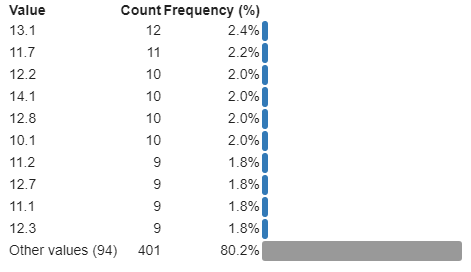 Value Count Frequency (%)
13.1 12 2.4%
11.7 11 2.2%
12.2 10 2.0%
14.1 10 2.0%
12.8 10 2.0%
10.1 10 2.0%
11.2 9 1.8%
12.7 9 1.8%
11.1 9 1.8%
12.3 9 1.8%
Other values (94) 401 80.2%